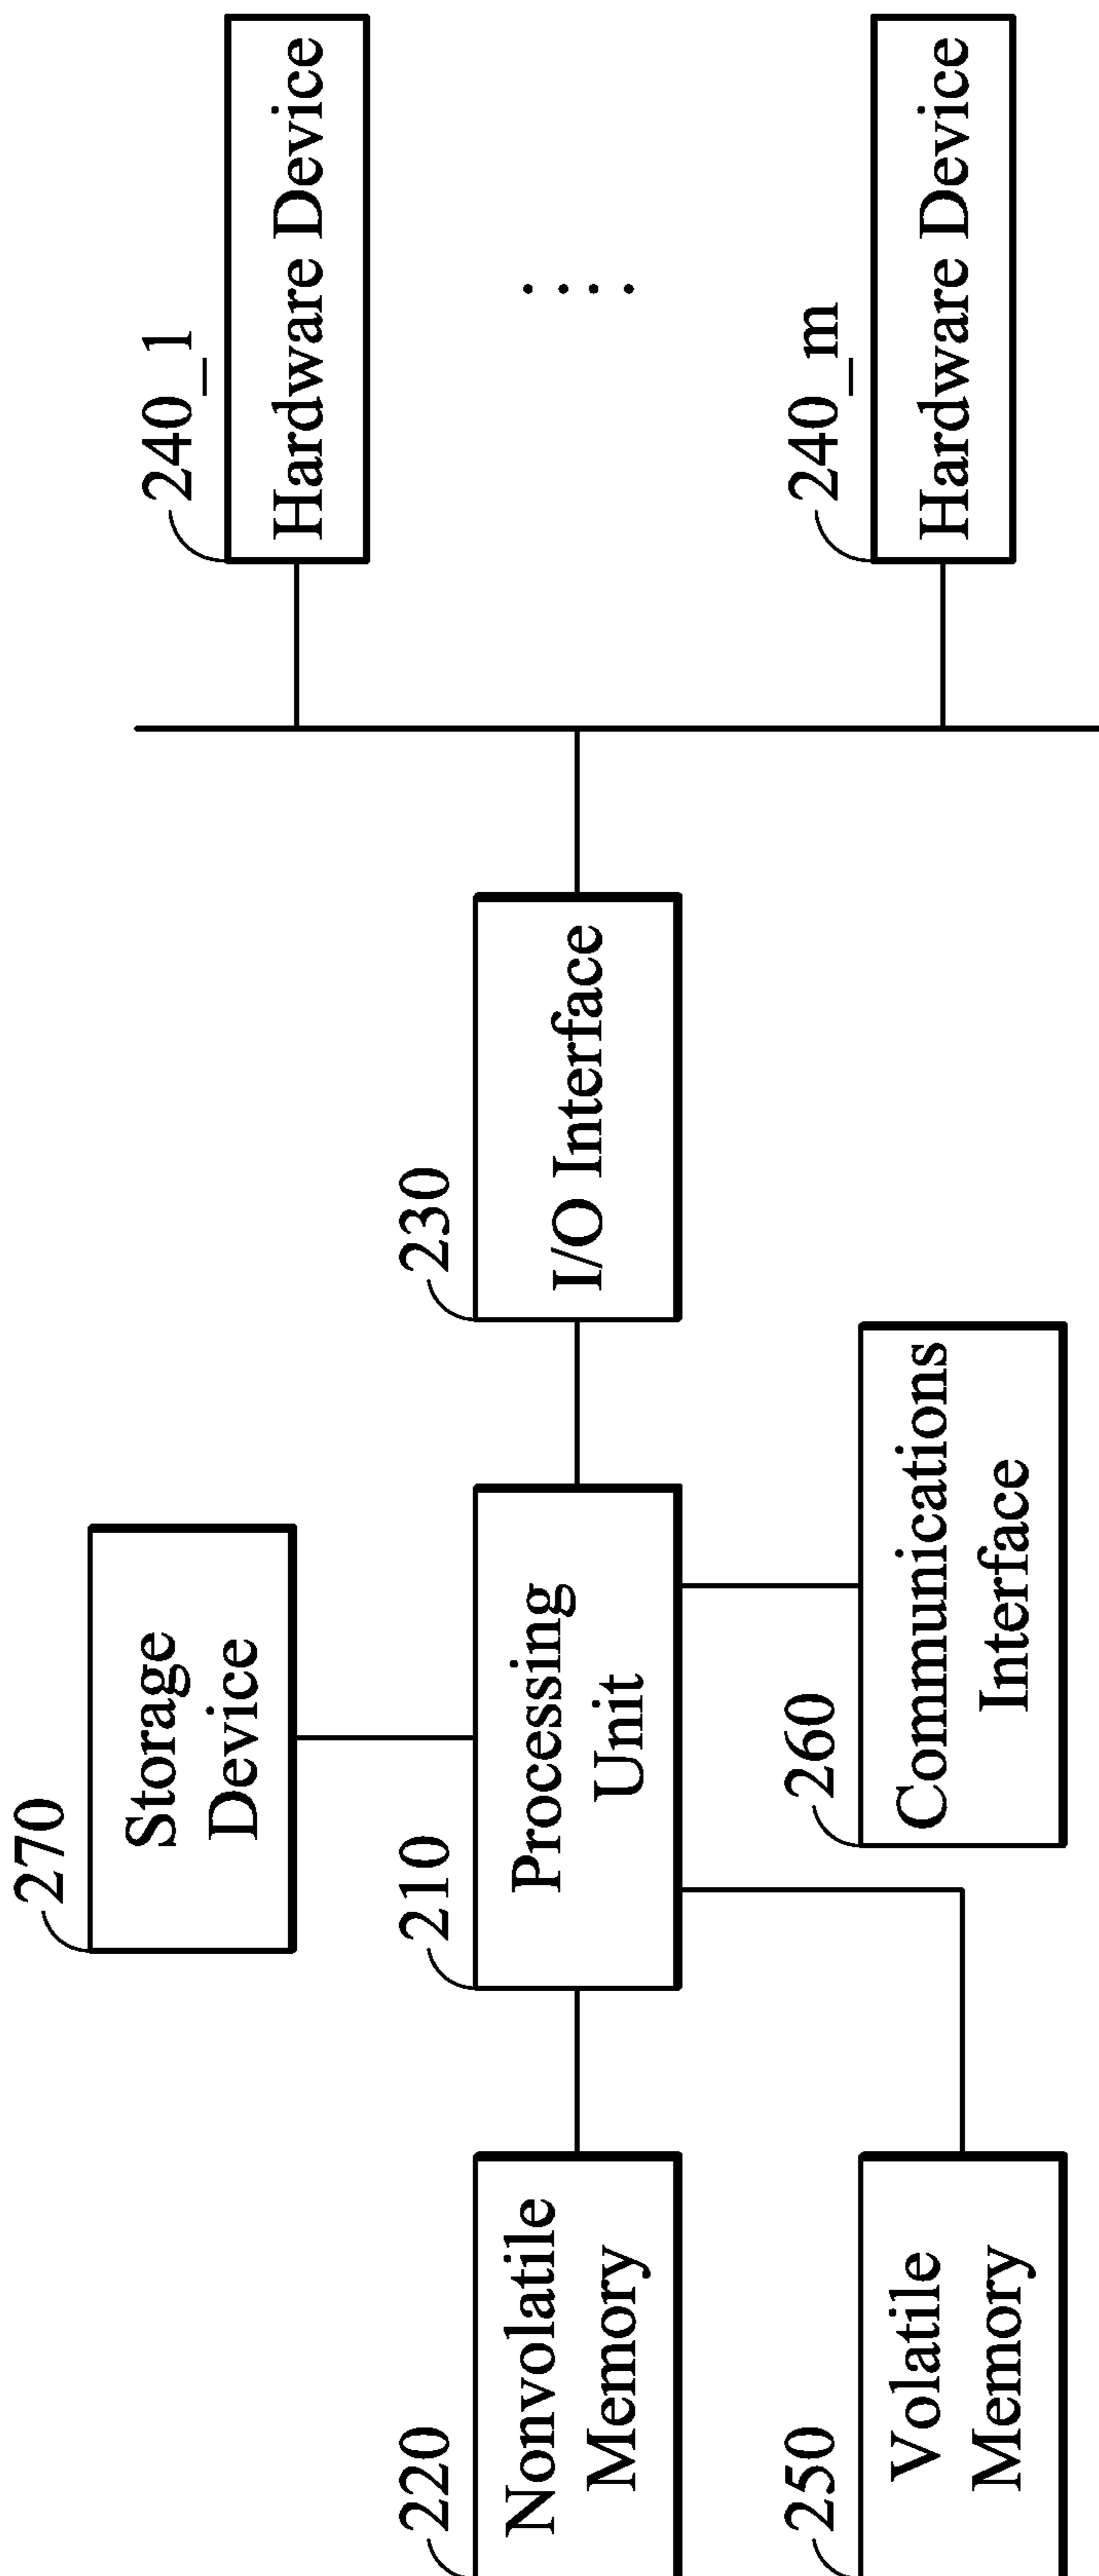 270
Storage
Device
240_1
Hardware Device
220
Nonvolatile
Memory
210
Processing
Unit
230
I/O Interface
....
250
Volatile
Memory
260
Communications
Interface
240_m
Hardware Device